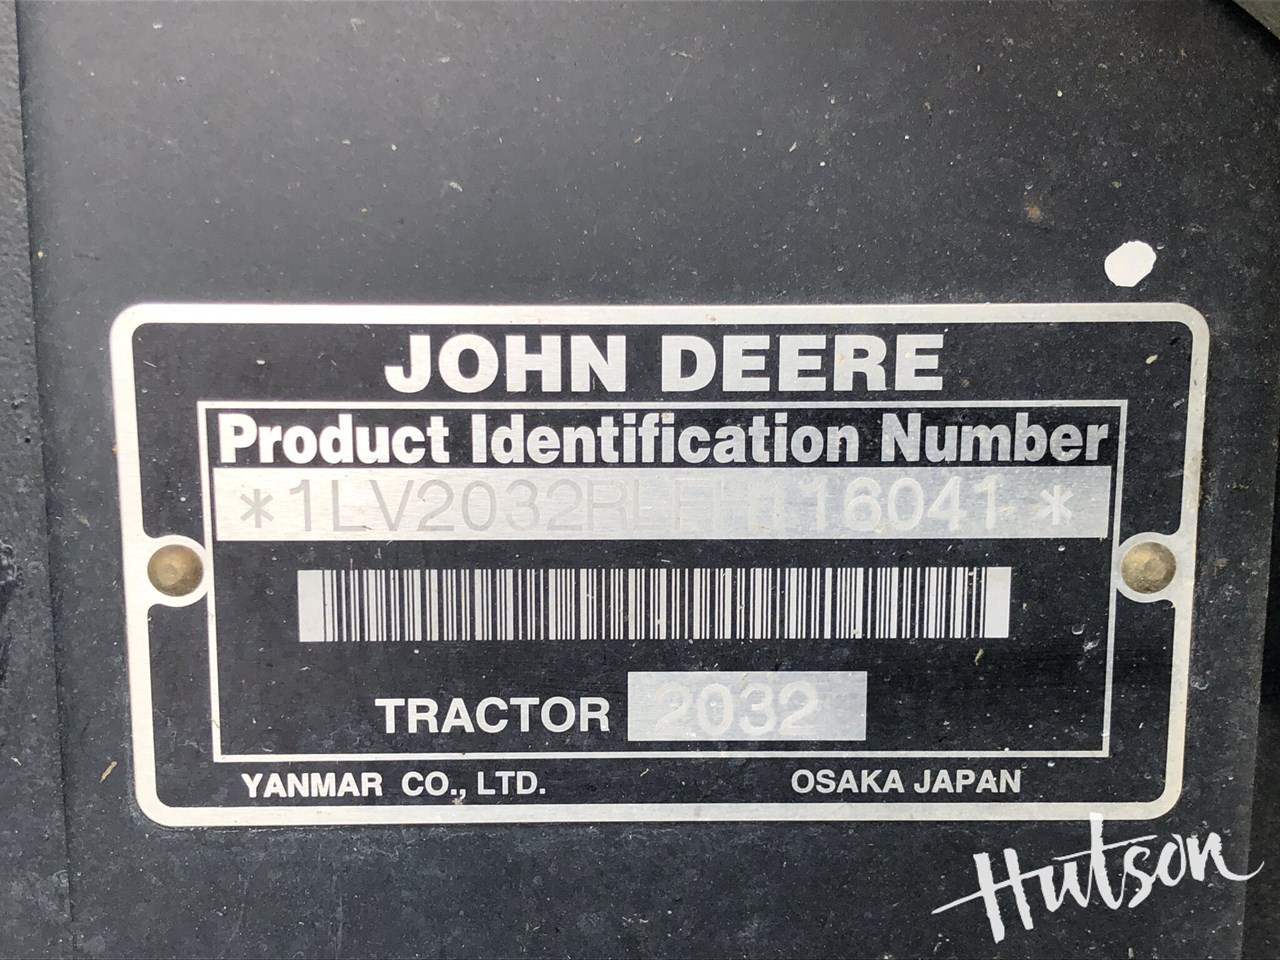 JOHN DEERE
Product Identification Number
*1LV2032RLFH116041*
TRACTOR 2032
YANMAR CO., LTD. OSAKA JAPAN
Hutson